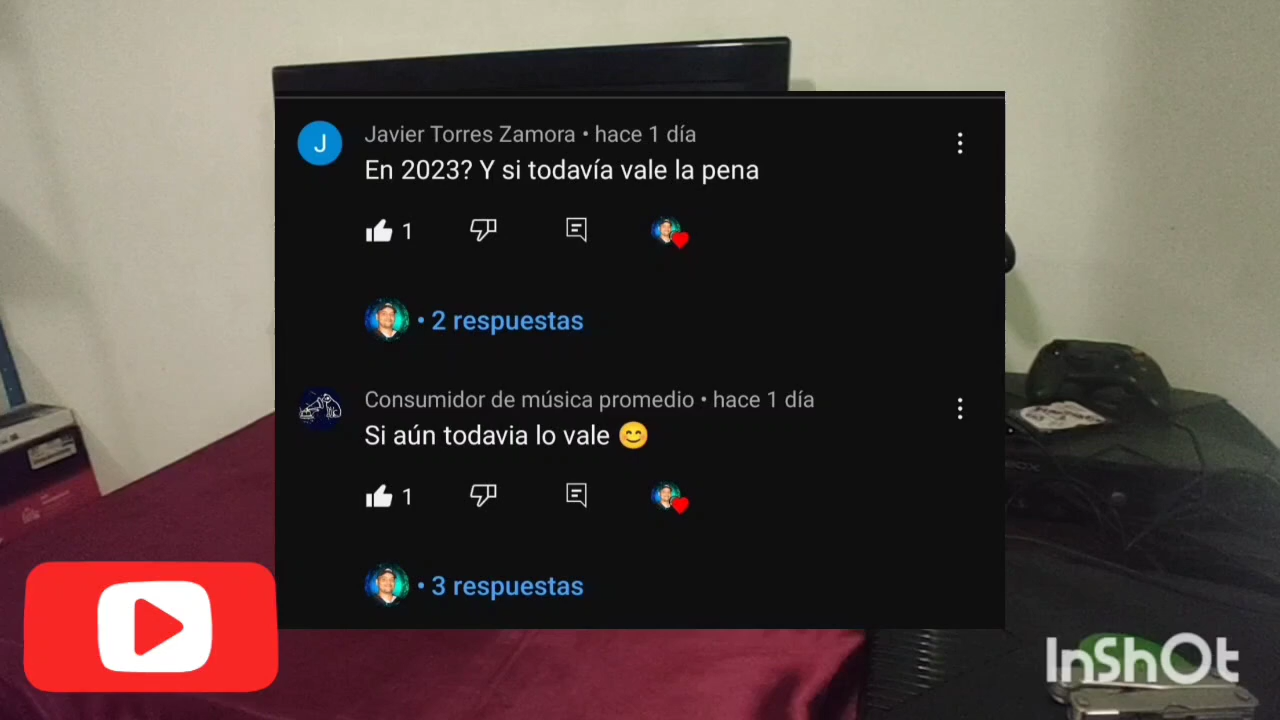 Javier Torres Zamora • hace 1 día
En 2023? Y si todavía vale la pena
1
• 2 respuestas
Consumidor de música promedio • hace 1 día
Si aún todavia lo vale 😊
1
• 3 respuestas
InShOt